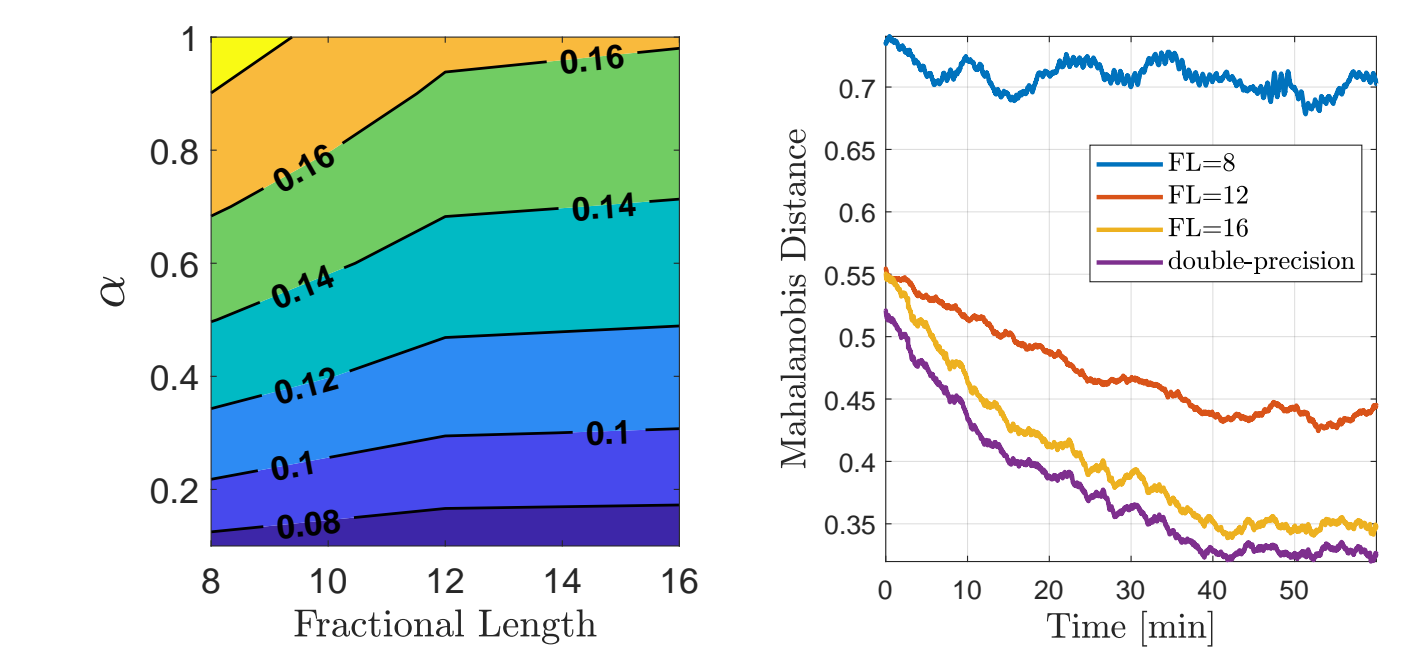 1
0.8
0.6
0.4
0.2
α
0.16
0.16
0.14
0.14
0.12
0.1
0.1
0.08
8 10 12 14 16
Fractional Length
0.7
0.65
0.6
0.55
0.5
0.45
0.4
0.35
Mahalanobis Distance
FL=8
FL=12
FL=16
double-precision
0 10 20 30 40 50
Time [min]